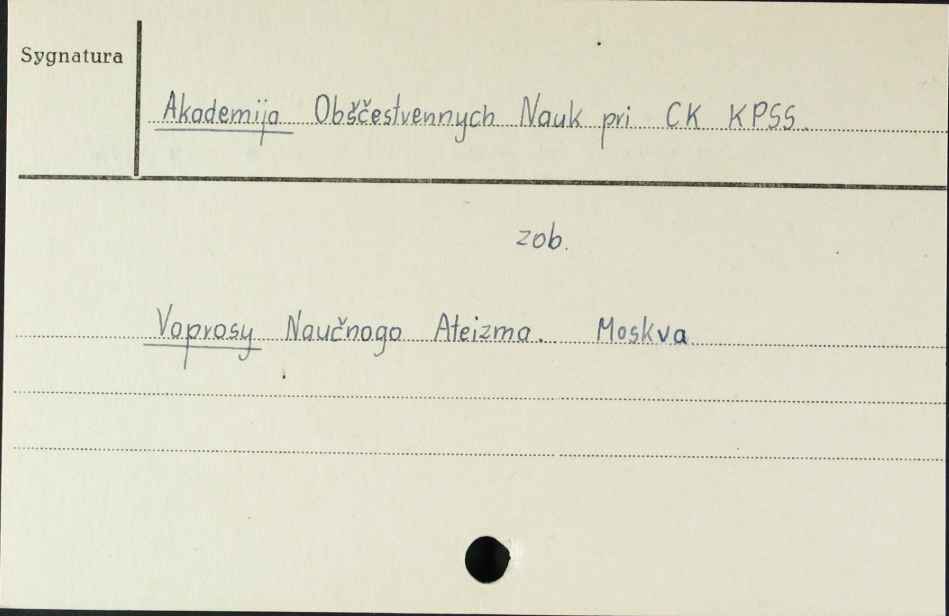 Sygnatura
Akademija Obščestvennych Nauk pri CK KPSS.
zob.
Voprosy Naučnogo Ateizma. Moskva